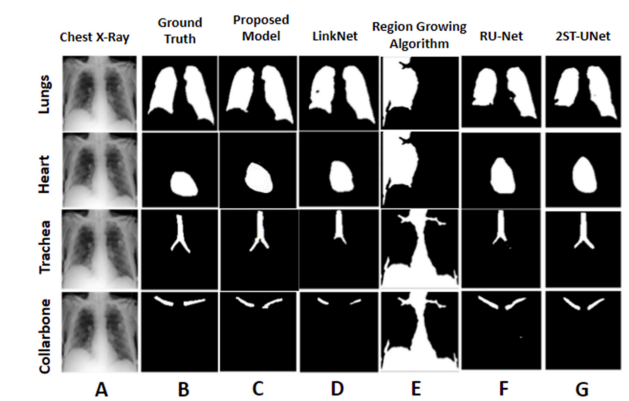 Chest X-Ray
Ground
Truth
Proposed
Model
LinkNet
Region Growing
Algorithm
RU-Net
2ST-UNet
Lungs
Heart
Trachea
Collarbone
A B C D E F G